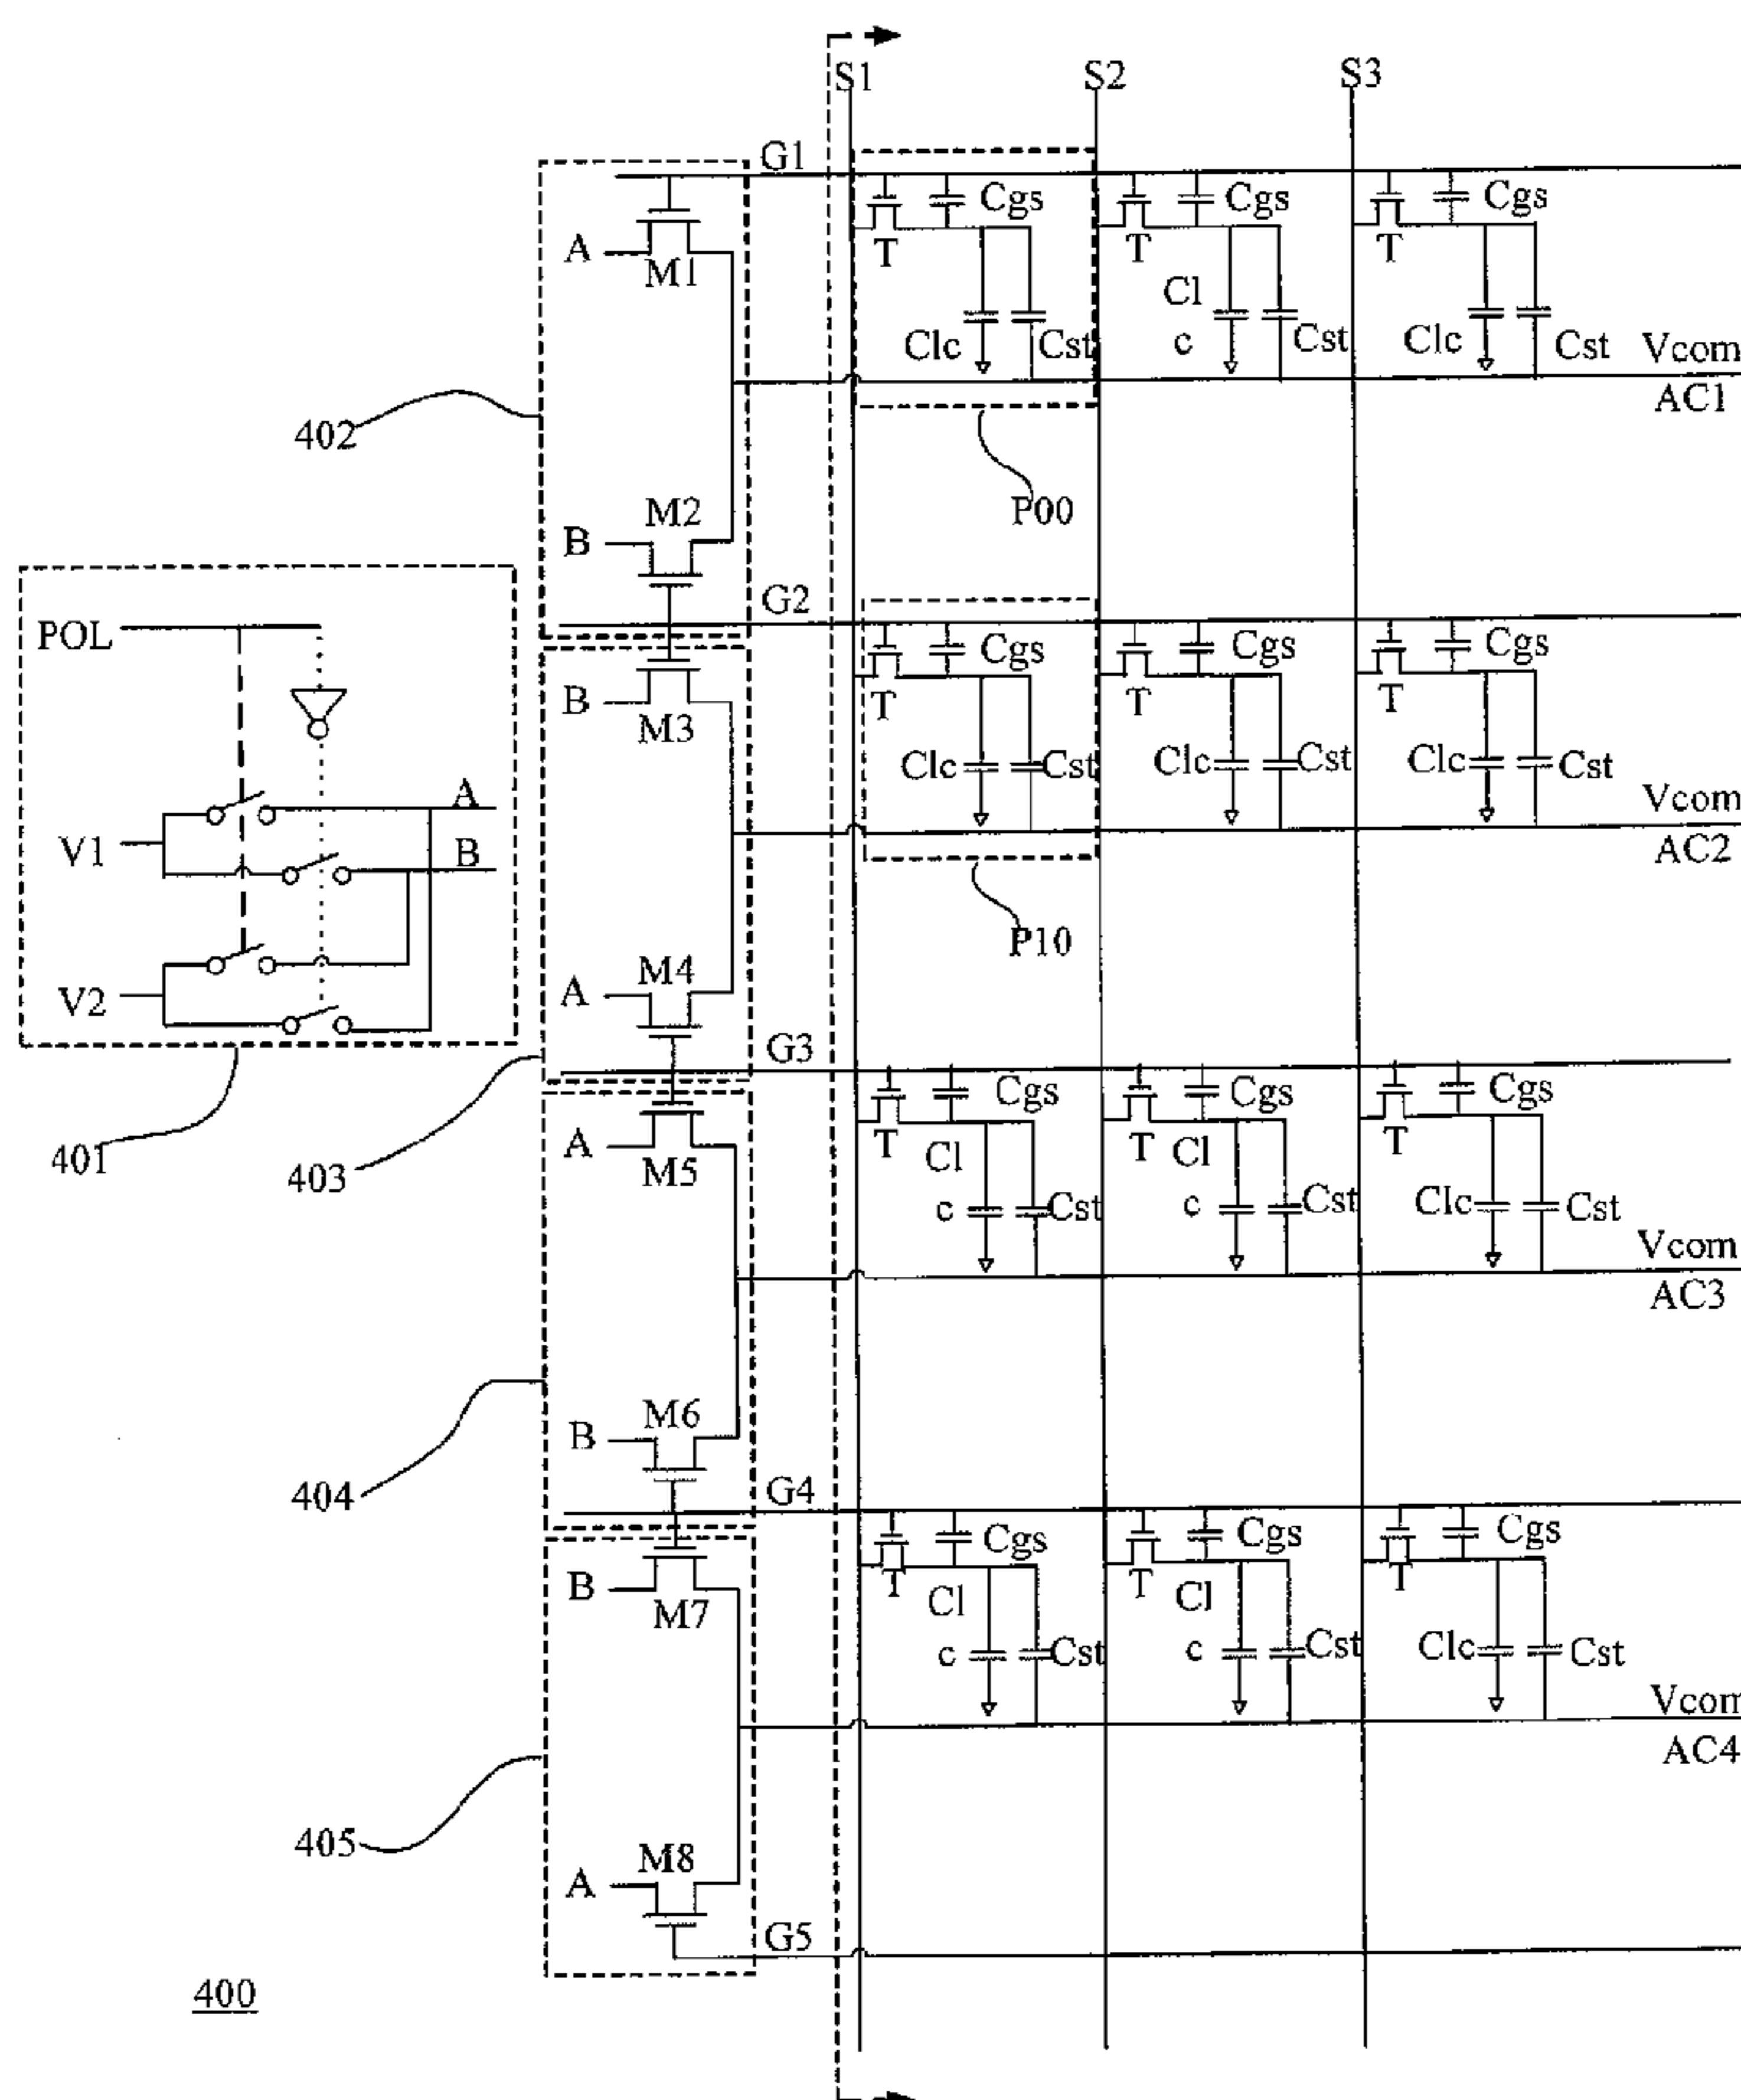 S1 S2 S3
G1
Cgs Cgs Cgs
A T T T
M1
Cl
Clc Cst c Cst Clc Cst Vcom
AC1
402
P00
M2
B
G2
POL
Cgs Cgs Cgs
B T T T
M3
Clc Cst Clc Cst Clc Cst Vcom
A
V1 B AC2
P10
M4
V2 A
G3
Cgs Cgs Cgs
401 403 A T Cl T Cl T
M5
c Cst c Cst Clc Cst
Vcom
AC3
M6
B
404 G4
Cgs Cgs Cgs
B T Cl T Cl T
M7
c Cst c Cst Clc Cst
Vcom
AC4
405
M8
A
G5
400